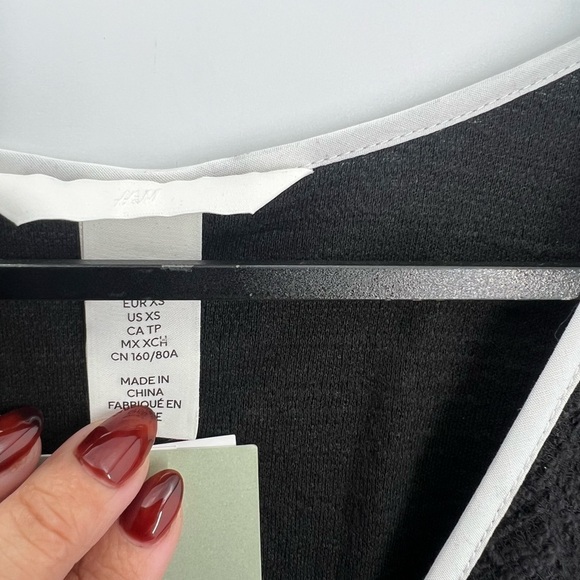 H&M
EUR XS
US XS
CA TP
MX XCH
CN 160/80A
MADE IN
CHINA
FABRIQUÉ EN